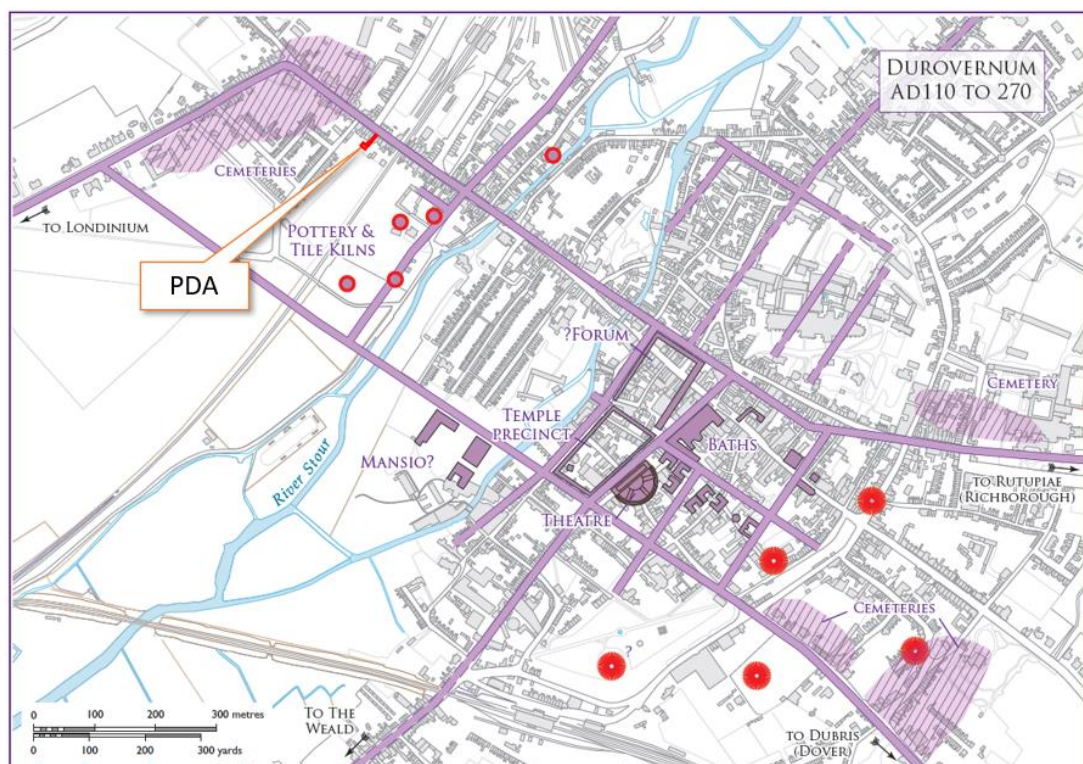 DUROVERNUM
AD110 TO 270
CEMETERIES
TO LONDINIUM
POTTERY &
TILE KILNS
PDA
?FORUM
CEMETERY
TEMPLE
PRECINCT
BATHS
MANSIO?
River Stour
TO RUTUPIAE
(RICHBOROUGH)
THEATRE
CEMETERIES
?
0 100 200 300 metres
0 100 200 300 yards
TO THE
WEALD
TO DUBRIS
(DOVER)